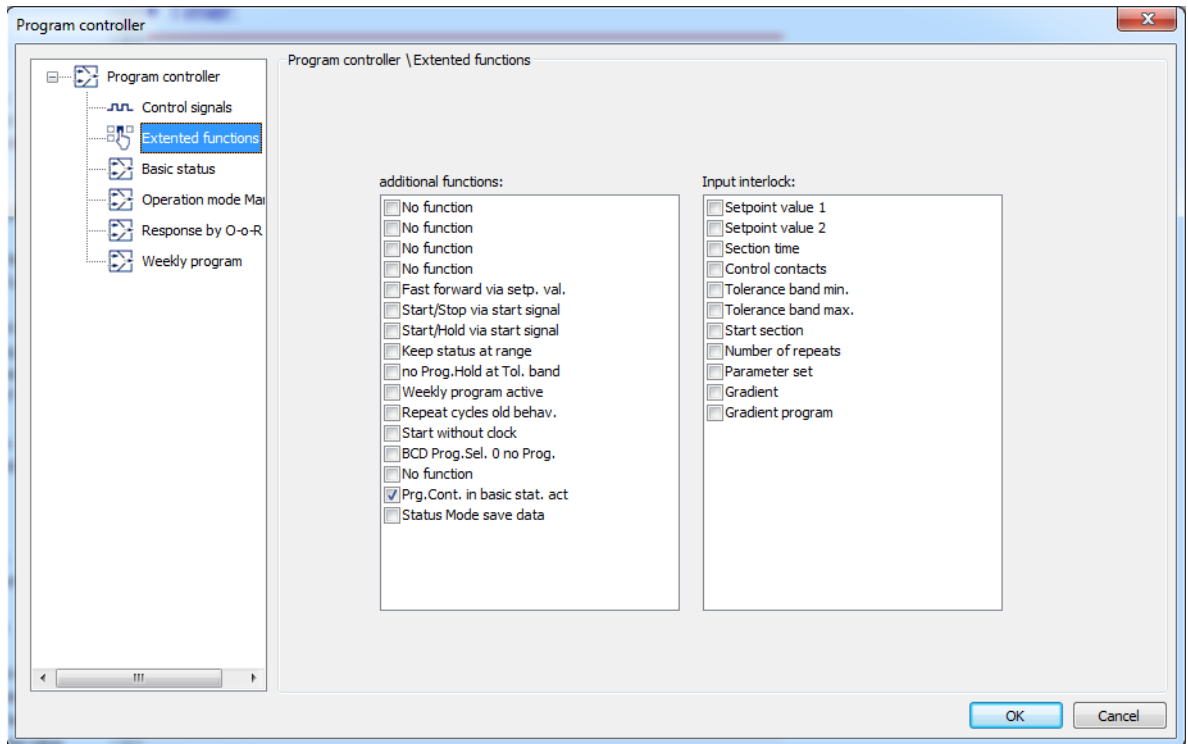 • Timer:
Program controller
Program controller
Control signals
Extented functions
Basic status
Operation mode Ma
Response by O-o-R
Weekly program
Program controller \ Extented functions
additional functions:
No function
No function
No function
No function
Fast forward via setp. val.
Start/Stop via start signal
Start/Hold via start signal
Keep status at range
no Prog.Hold at Tol. band
Weekly program active
Repeat cycles old behav.
Start without clock
BCD Prog.Sel. 0 no Prog.
No function
Prg.Cont. in basic stat. act
Status Mode save data
Input interlock:
Setpoint value 1
Setpoint value 2
Section time
Control contacts
Tolerance band min.
Tolerance band max.
Start section
Number of repeats
Parameter set
Gradient
Gradient program
OK
Cancel